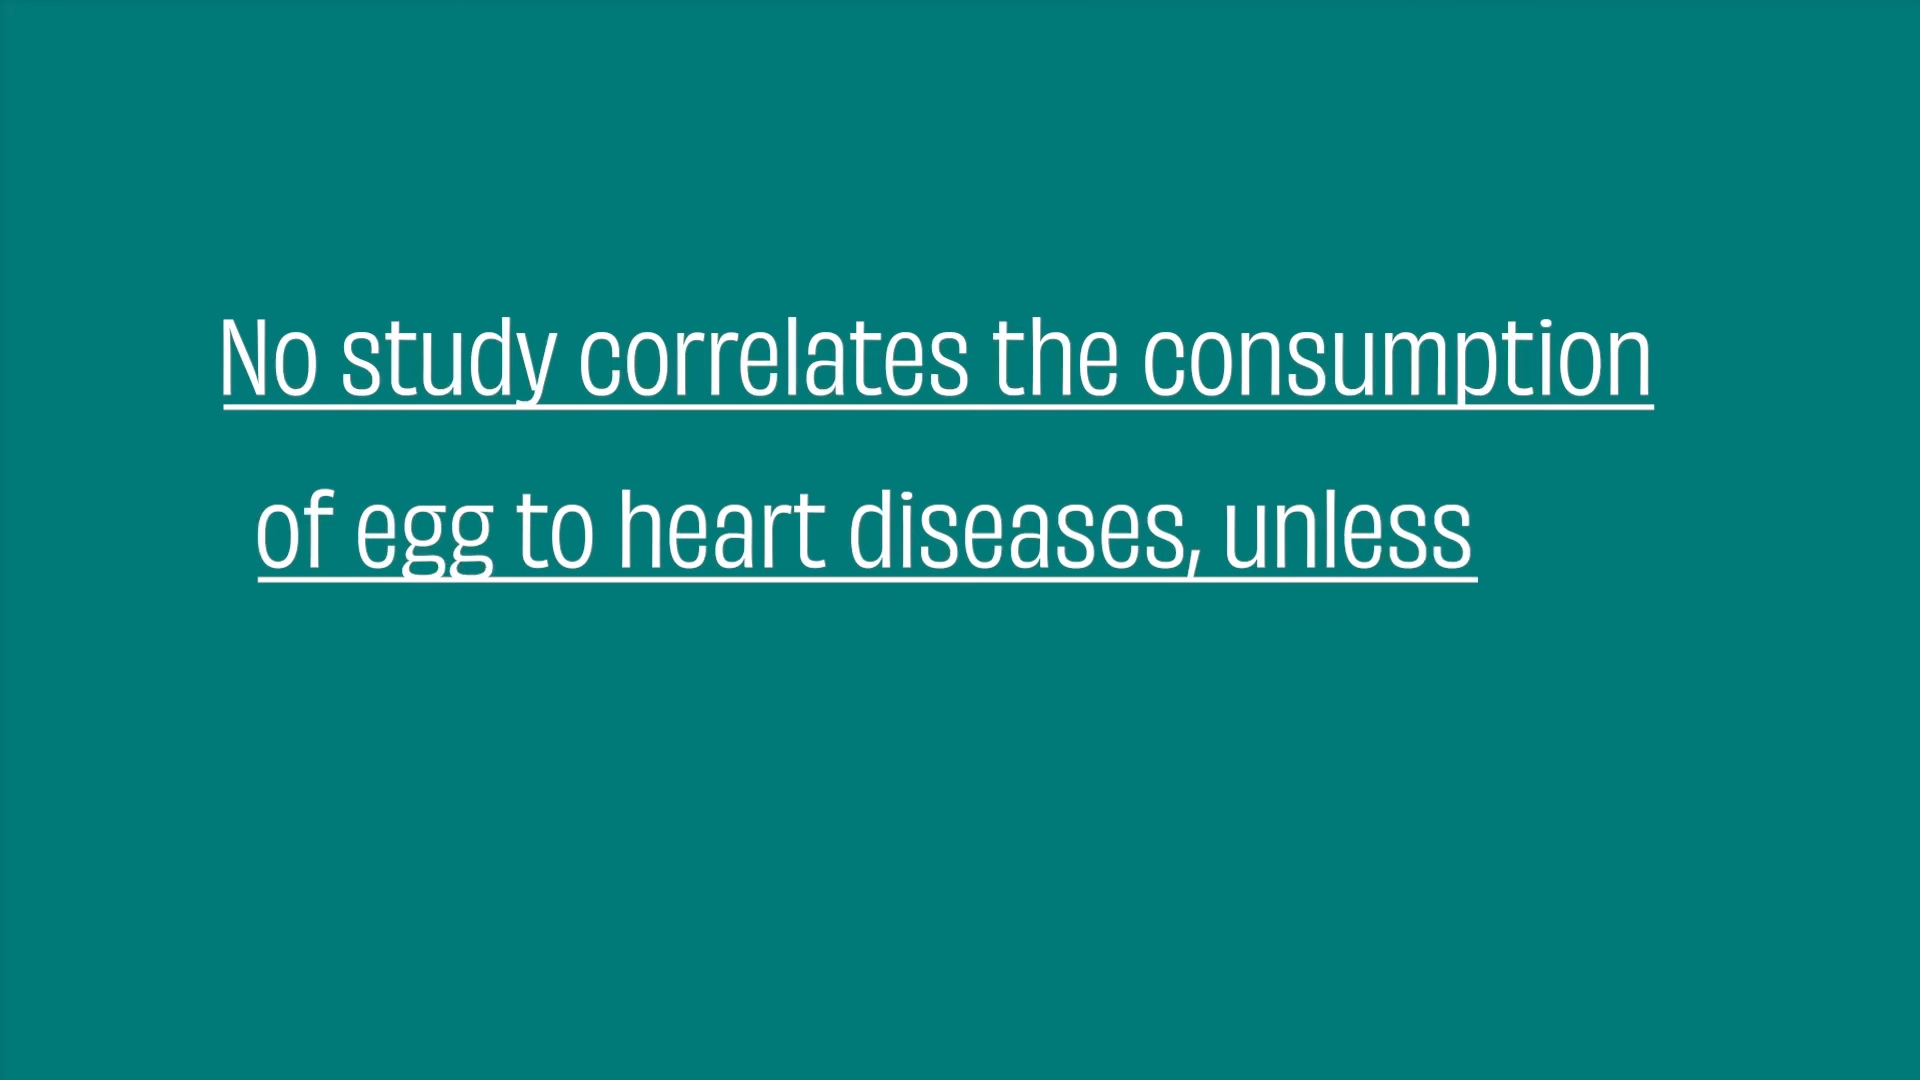 No study correlates the consumption
of egg to heart diseases, unless